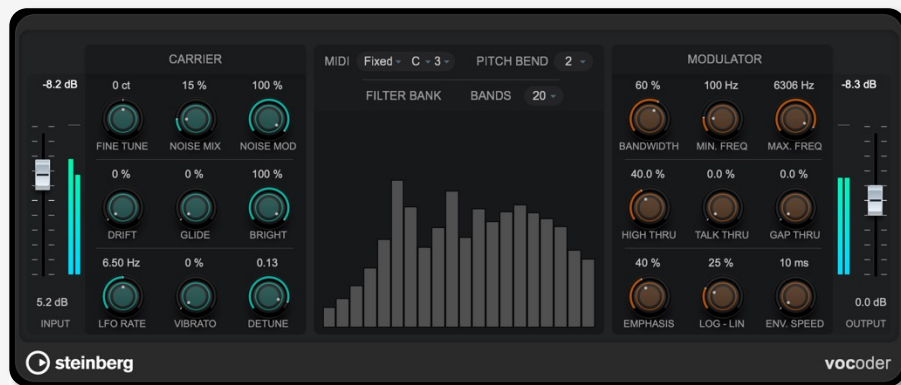 CARRIER
MIDI Fixed C 3 PITCH BEND 2
MODULATOR
-8.2 dB
0 ct 15 % 100 %
FILTER BANK BANDS 20
60 % 100 Hz 6306 Hz
-8.3 dB
FINE TUNE NOISE MIX NOISE MOD
BANDWIDTH MIN. FREQ MAX. FREQ
0 % 0 % 100 %
40.0 % 0.0 % 0.0 %
DRIFT GLIDE BRIGHT
HIGH THRU TALK THRU GAP THRU
6.50 Hz 0 % 0.13
40 % 25 % 10 ms
5.2 dB
0.0 dB
INPUT
LFO RATE VIBRATO DETUNE
EMPHASIS LOG - LIN ENV. SPEED
OUTPUT
steinberg
vocoder